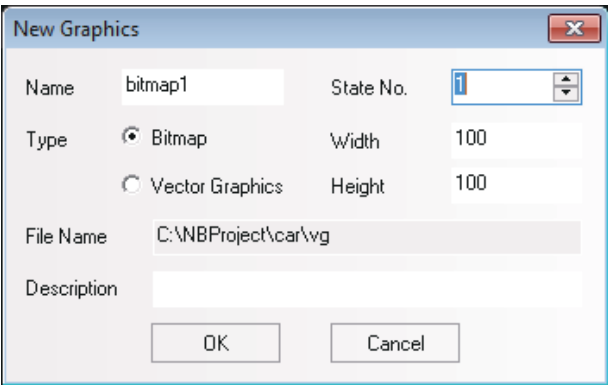 New Graphics
Name bitmap1 State No. 1
Type Bitmap Width 100
Vector Graphics Height 100
File Name C:\NBProject\car\vg
Description
OK Cancel